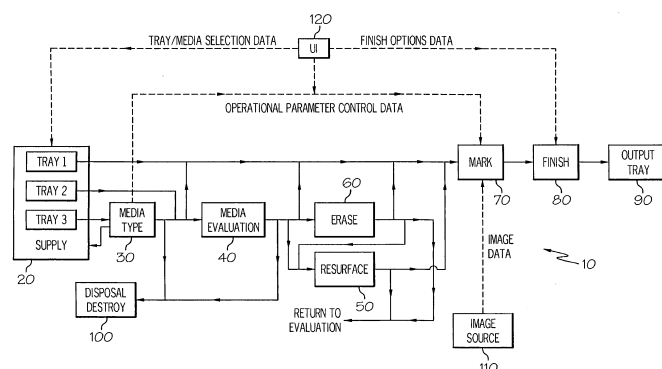 120
UI
TRAY/MEDIA SELECTION DATA
FINISH OPTIONS DATA
OPERATIONAL PARAMETER CONTROL DATA
TRAY 1
TRAY 2
TRAY 3
SUPPLY
20
MEDIA
TYPE
30
MEDIA
EVALUATION
40
60
ERASE
RESURFACE
50
MARK
70
FINISH
80
OUTPUT
TRAY
90
IMAGE
DATA
10
DISPOSAL
DESTROY
100
RETURN TO
EVALUATION
IMAGE
SOURCE
110